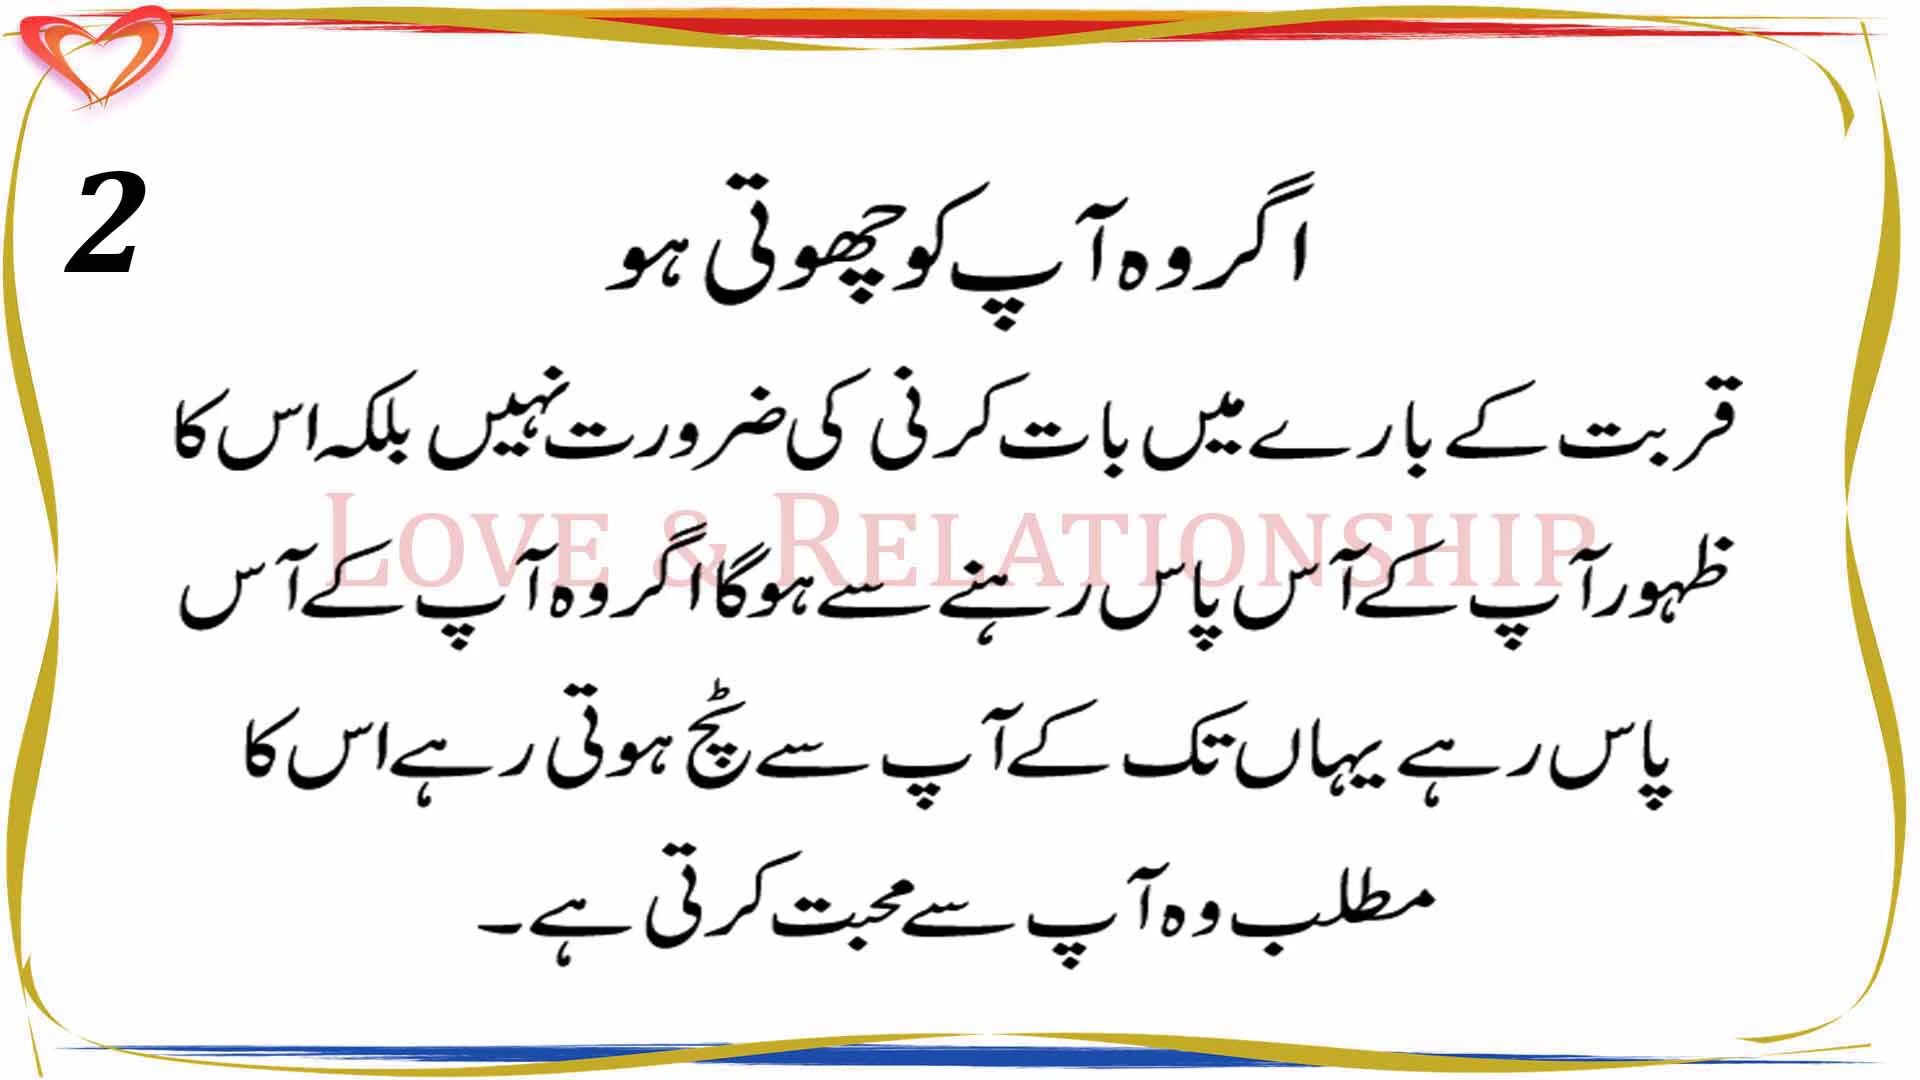 2
اگر وہ آپ کو چھوتی ہو
قربت کے بارے میں بات کرنی کی ضرورت نہیں بلکہ اس کا
LOVE & RELATIONSHIP
ظہور آپ کے آس پاس رہنے سے ہوگا اگر وہ آپ کے آس
پاس رہے یہاں تک کے آپ سے ٹچ ہوتی رہے اس کا
مطلب وہ آپ سے محبت کرتی ہے۔